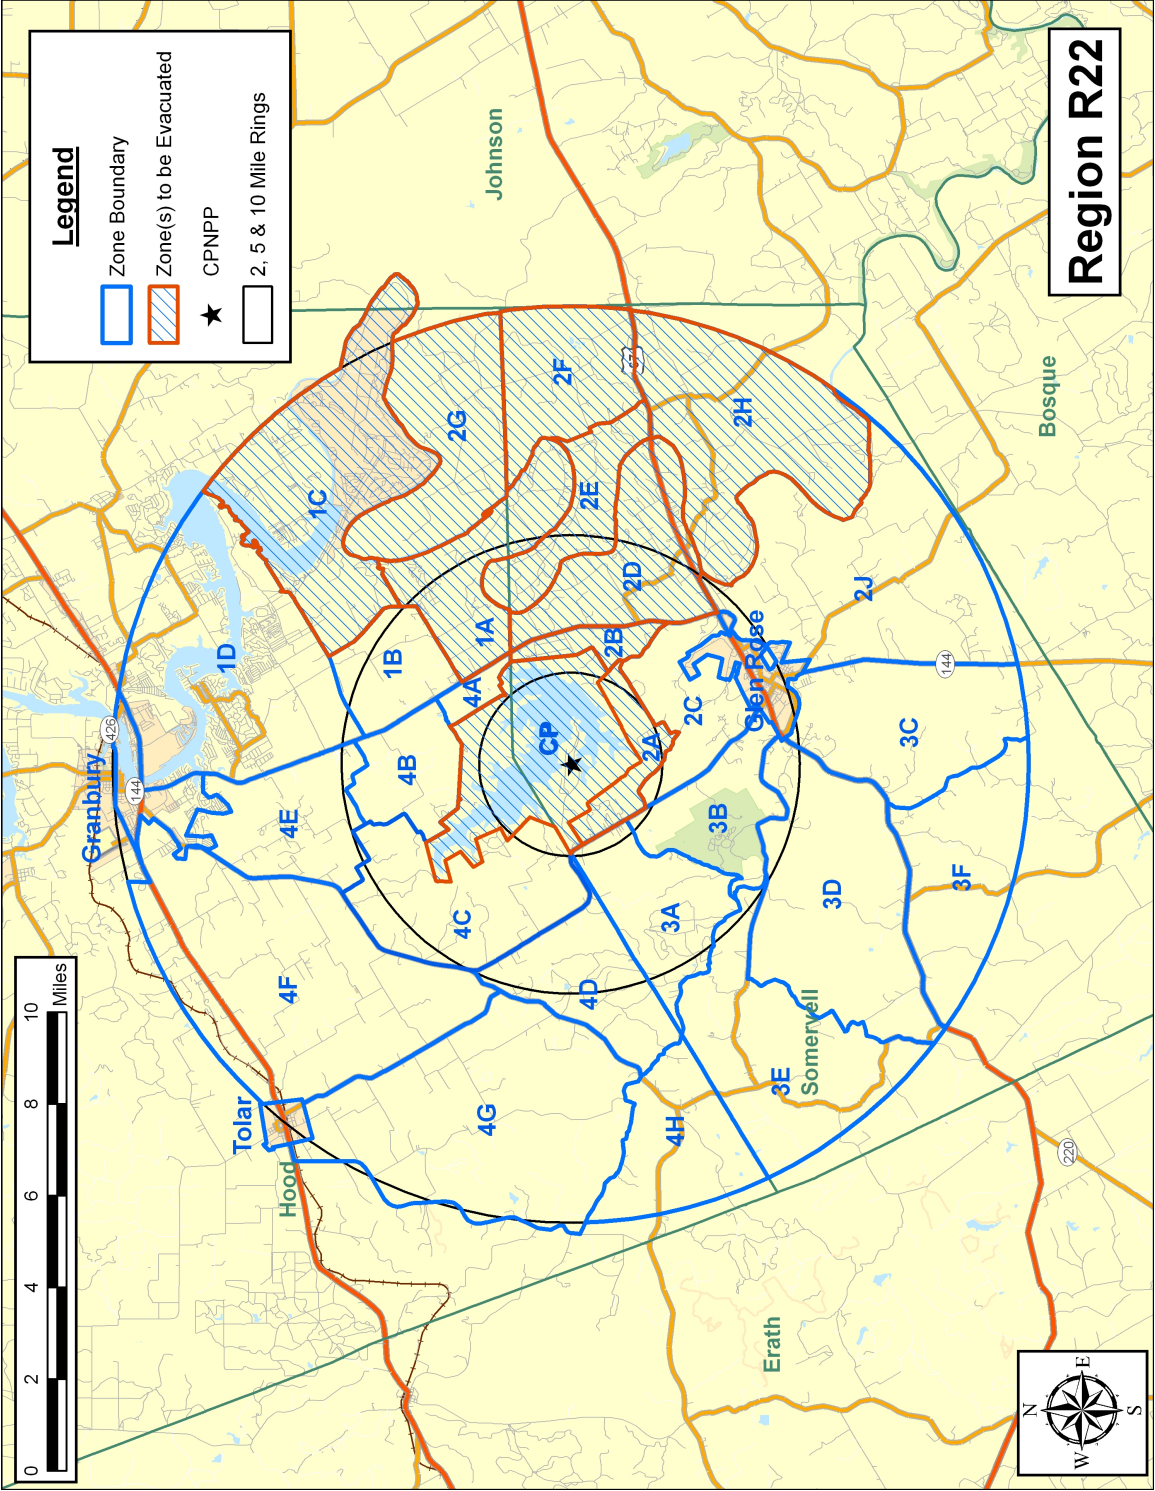 Legend
Zone Boundary
Zone(s) to be Evacuated
CPNPP
2, 5 & 10 Mile Rings
Region R22
0 2 4 6 8 10
Miles
N
W E
S
Granbury
Tolar
Glen Rose
Hood
Johnson
Bosque
Somervell
Erath
426
144
67
144
220
1A
1B
1C
1D
2A
2B
2C
2D
2E
2F
2G
2H
2J
3A
3B
3C
3D
3E
3F
4A
4B
4C
4D
4E
4F
4G
4H
CP